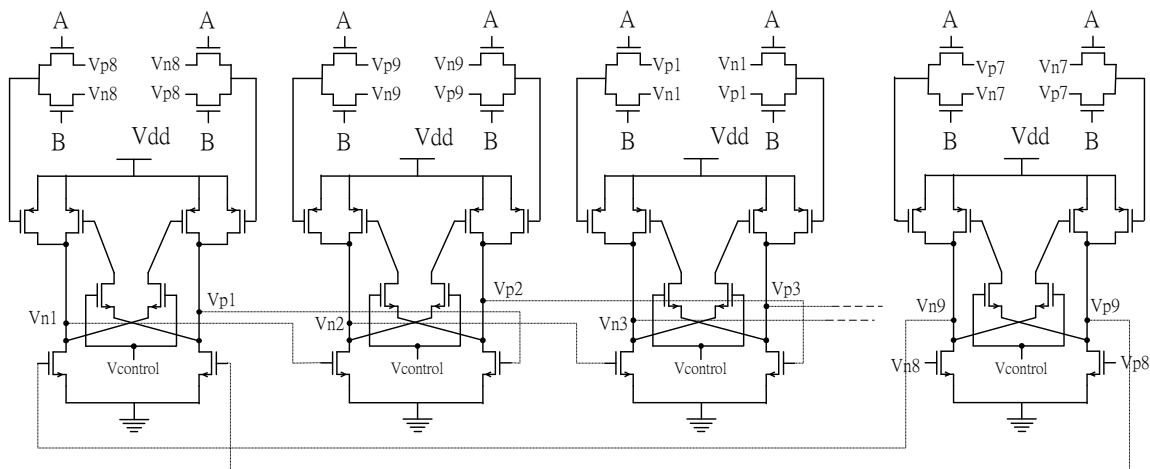 A A A A A A A A
Vp8 Vn8 Vp9 Vn9 Vp1 Vn1 Vp7 Vn7
Vn8 Vp8 Vn9 Vp9 Vn1 Vp1 Vn7 Vp7
B B B B B B B B
Vdd Vdd Vdd Vdd
Vn1 Vp1 Vn2 Vp2 Vn3 Vp3 Vn9 Vp9
Vn8 Vp8
Vcontrol Vcontrol Vcontrol Vcontrol